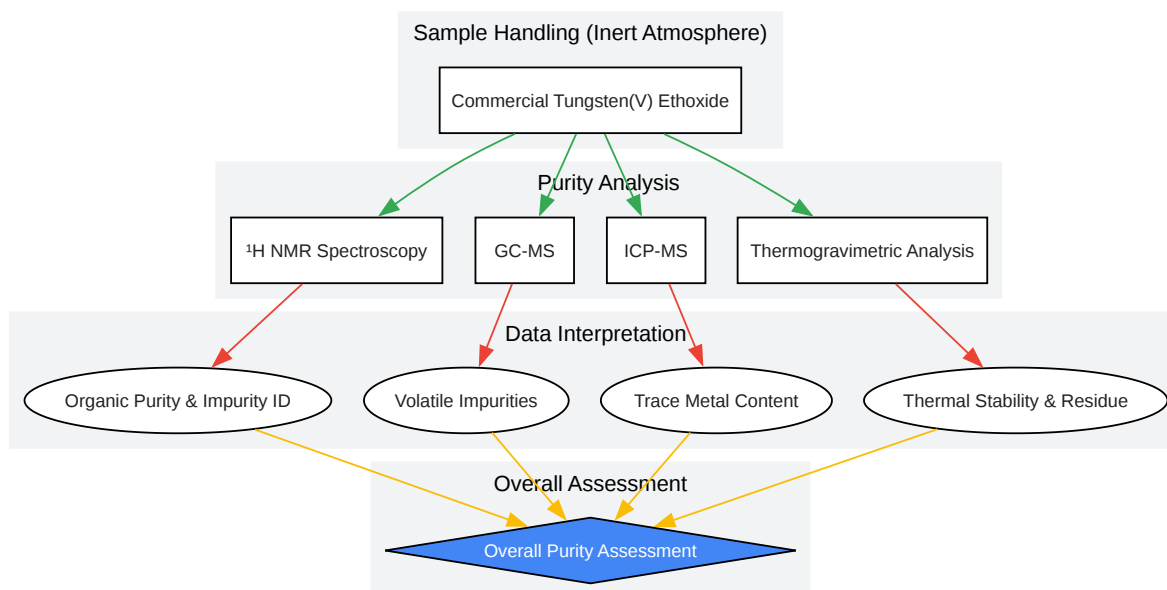 Sample Handling (Inert Atmosphere)
Commercial Tungsten(V) Ethoxide
Purity Analysis
¹H NMR Spectroscopy
GC-MS
ICP-MS
Thermogravimetric Analysis
Data Interpretation
Organic Purity & Impurity ID
Volatile Impurities
Trace Metal Content
Thermal Stability & Residue
Overall Assessment
Overall Purity Assessment